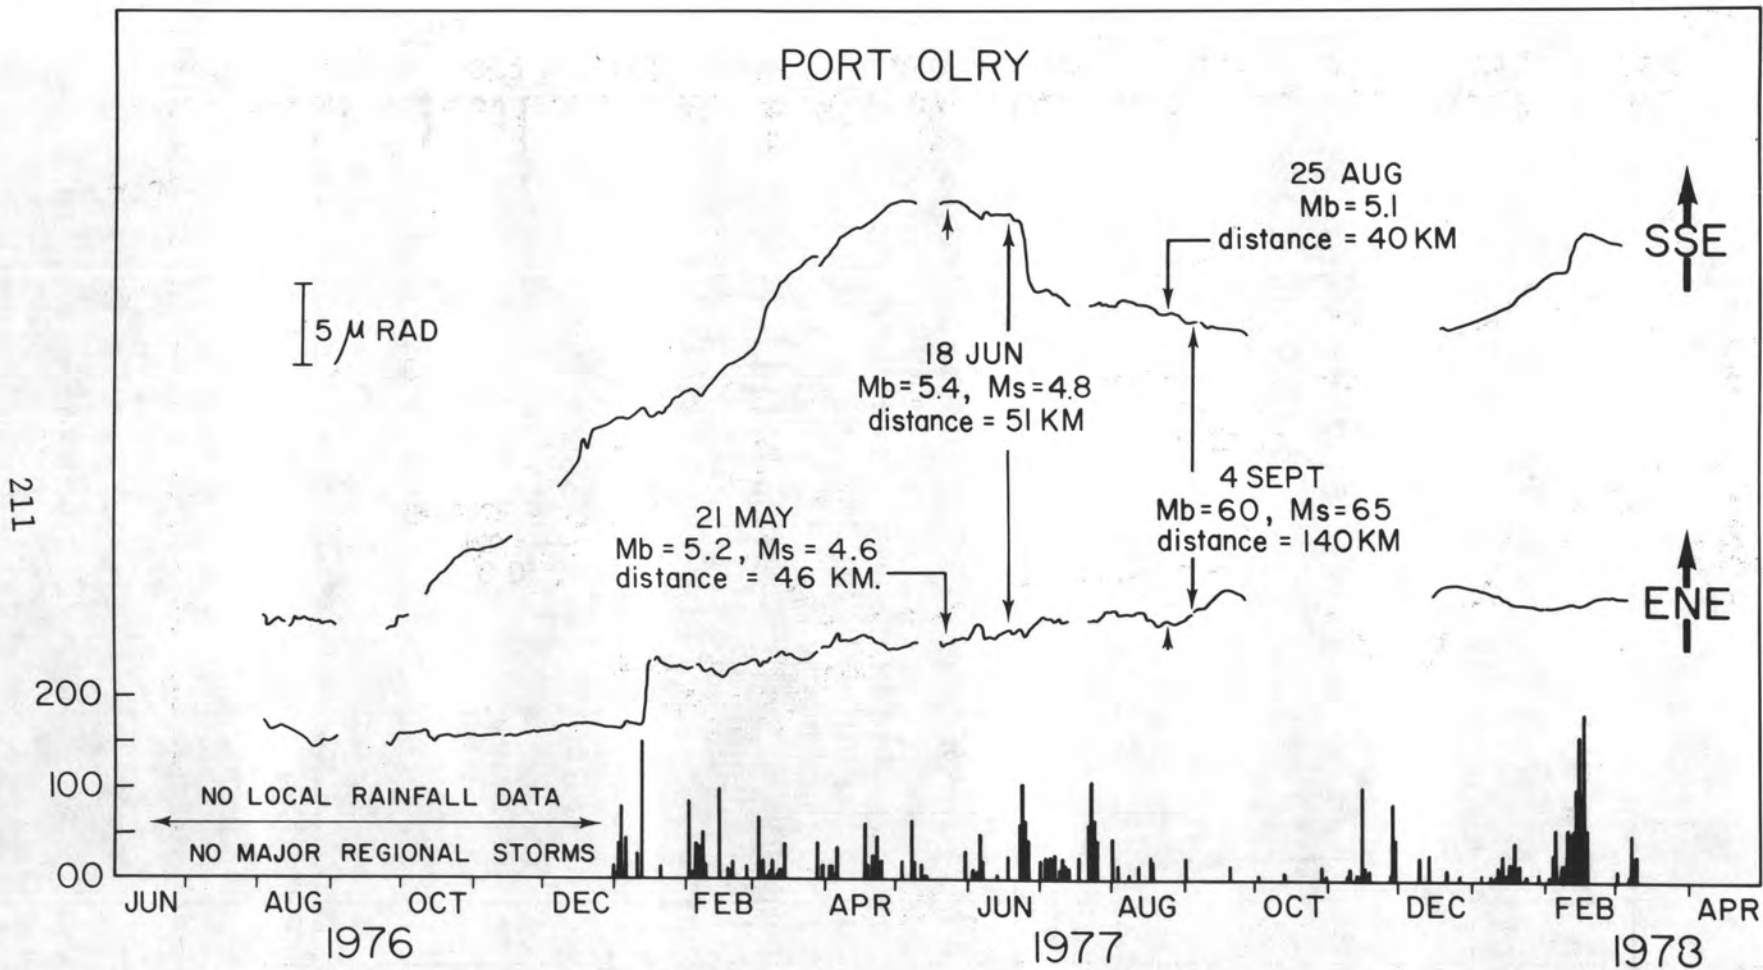 PORT OLRY
25 AUG
Mb = 5.1
distance = 40 KM
SSE
5 μ RAD
18 JUN
Mb = 5.4, Ms = 4.8
distance = 51 KM
4 SEPT
Mb = 60, Ms = 65
distance = 140 KM
21 MAY
Mb = 5.2, Ms = 4.6
distance = 46 KM.
ENE
211
200
100
00
NO LOCAL RAINFALL DATA
NO MAJOR REGIONAL STORMS
JUN AUG OCT DEC FEB APR JUN AUG OCT DEC FEB APR
1976 1977 1978